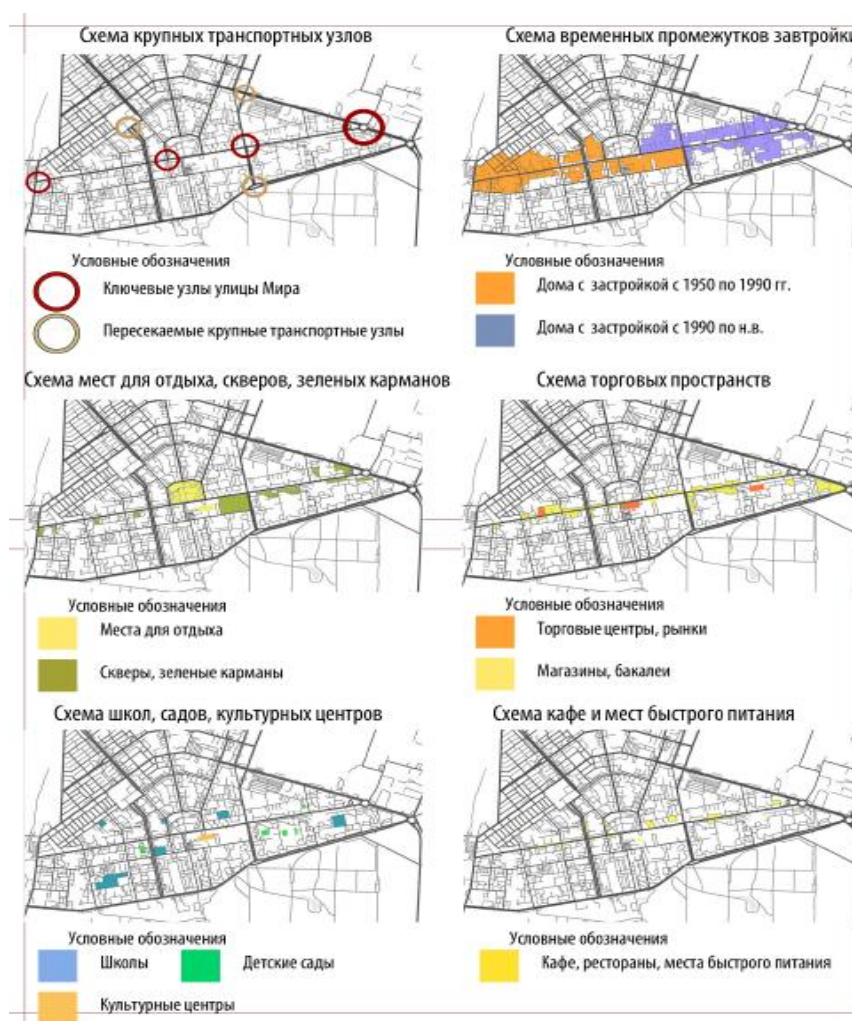 Схема крупных транспортных узлов
Схема временных промежутков завтройки
Условные обозначения
Ключевые узлы улицы Мира
Пересекаемые крупные транспортные узлы
Условные обозначения
Дома с застройкой с 1950 по 1990 гг.
Дома с застройкой с 1990 по н.в.
Схема мест для отдыха, скверов, зеленых карманов
Схема торговых пространств
Условные обозначения
Места для отдыха
Скверы, зеленые карманы
Условные обозначения
Торговые центры, рынки
Магазины, бакалеи
Схема школ, садов, культурных центров
Схема кафе и мест быстрого питания
Условные обозначения
Школы
Детские сады
Культурные центры
Условные обозначения
Кафе, рестораны, места быстрого питания